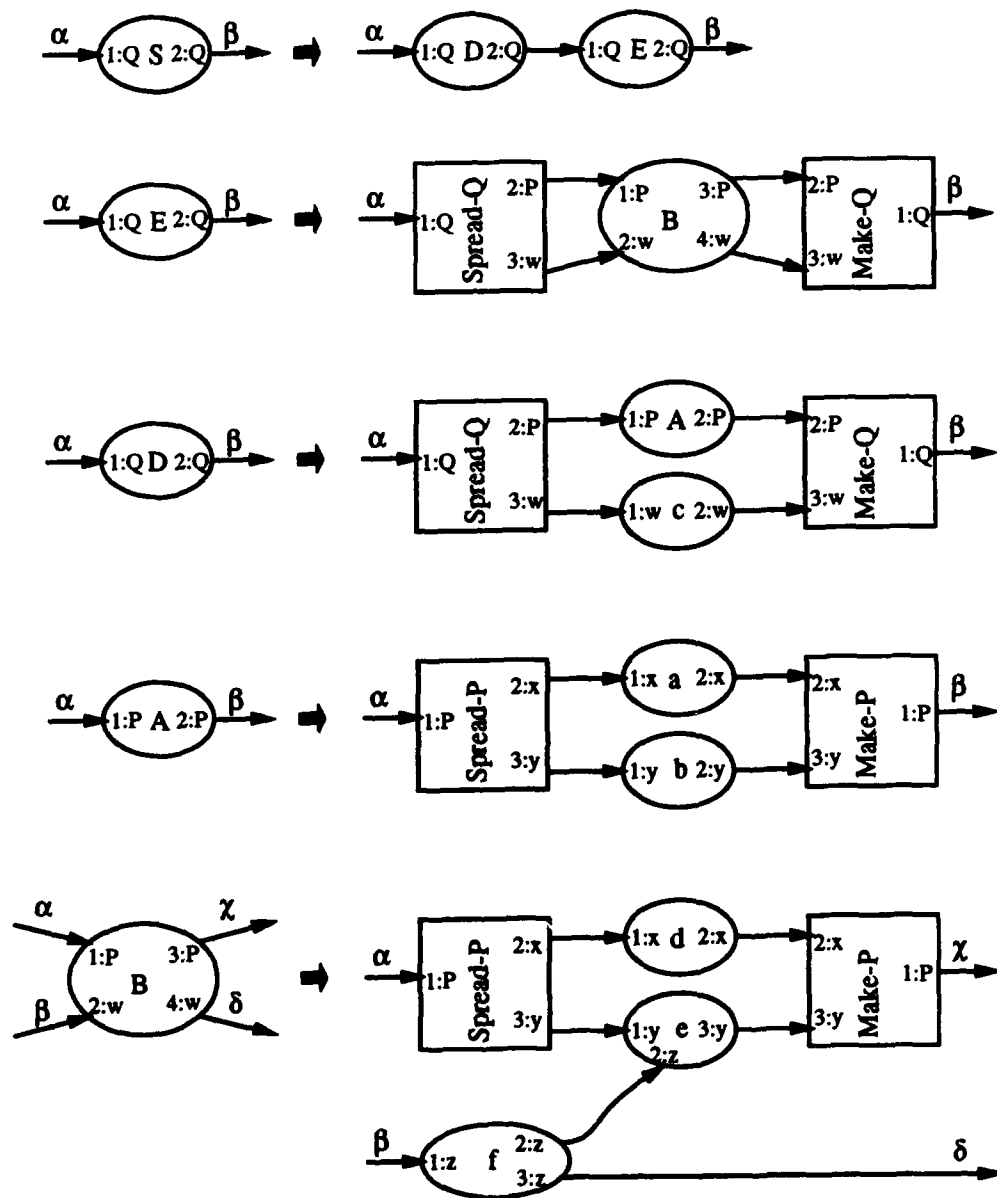 α 1:Q S 2:Q β α 1:Q D 2:Q 1:Q E 2:Q β
α 1:Q E 2:Q β α 1:Q Spread-Q 2:P 3:w 1:P 2:w B 3:P 4:w 2:P 3:w Make-Q 1:Q β
α 1:Q D 2:Q β α 1:Q Spread-Q 2:P 3:w 1:P A 2:P 1:w c 2:w 2:P 3:w Make-Q 1:Q β
α 1:P A 2:P β α 1:P Spread-P 2:x 3:y 1:x a 2:x 1:y b 2:y 2:x 3:y Make-P 1:P β
α β 1:P 2:w B 3:P 4:w χ δ α 1:P Spread-P 2:x 3:y 1:x d 2:x 1:y 2:z e 3:y 2:x 3:y Make-P 1:P χ
β 1:z f 2:z 3:z δ